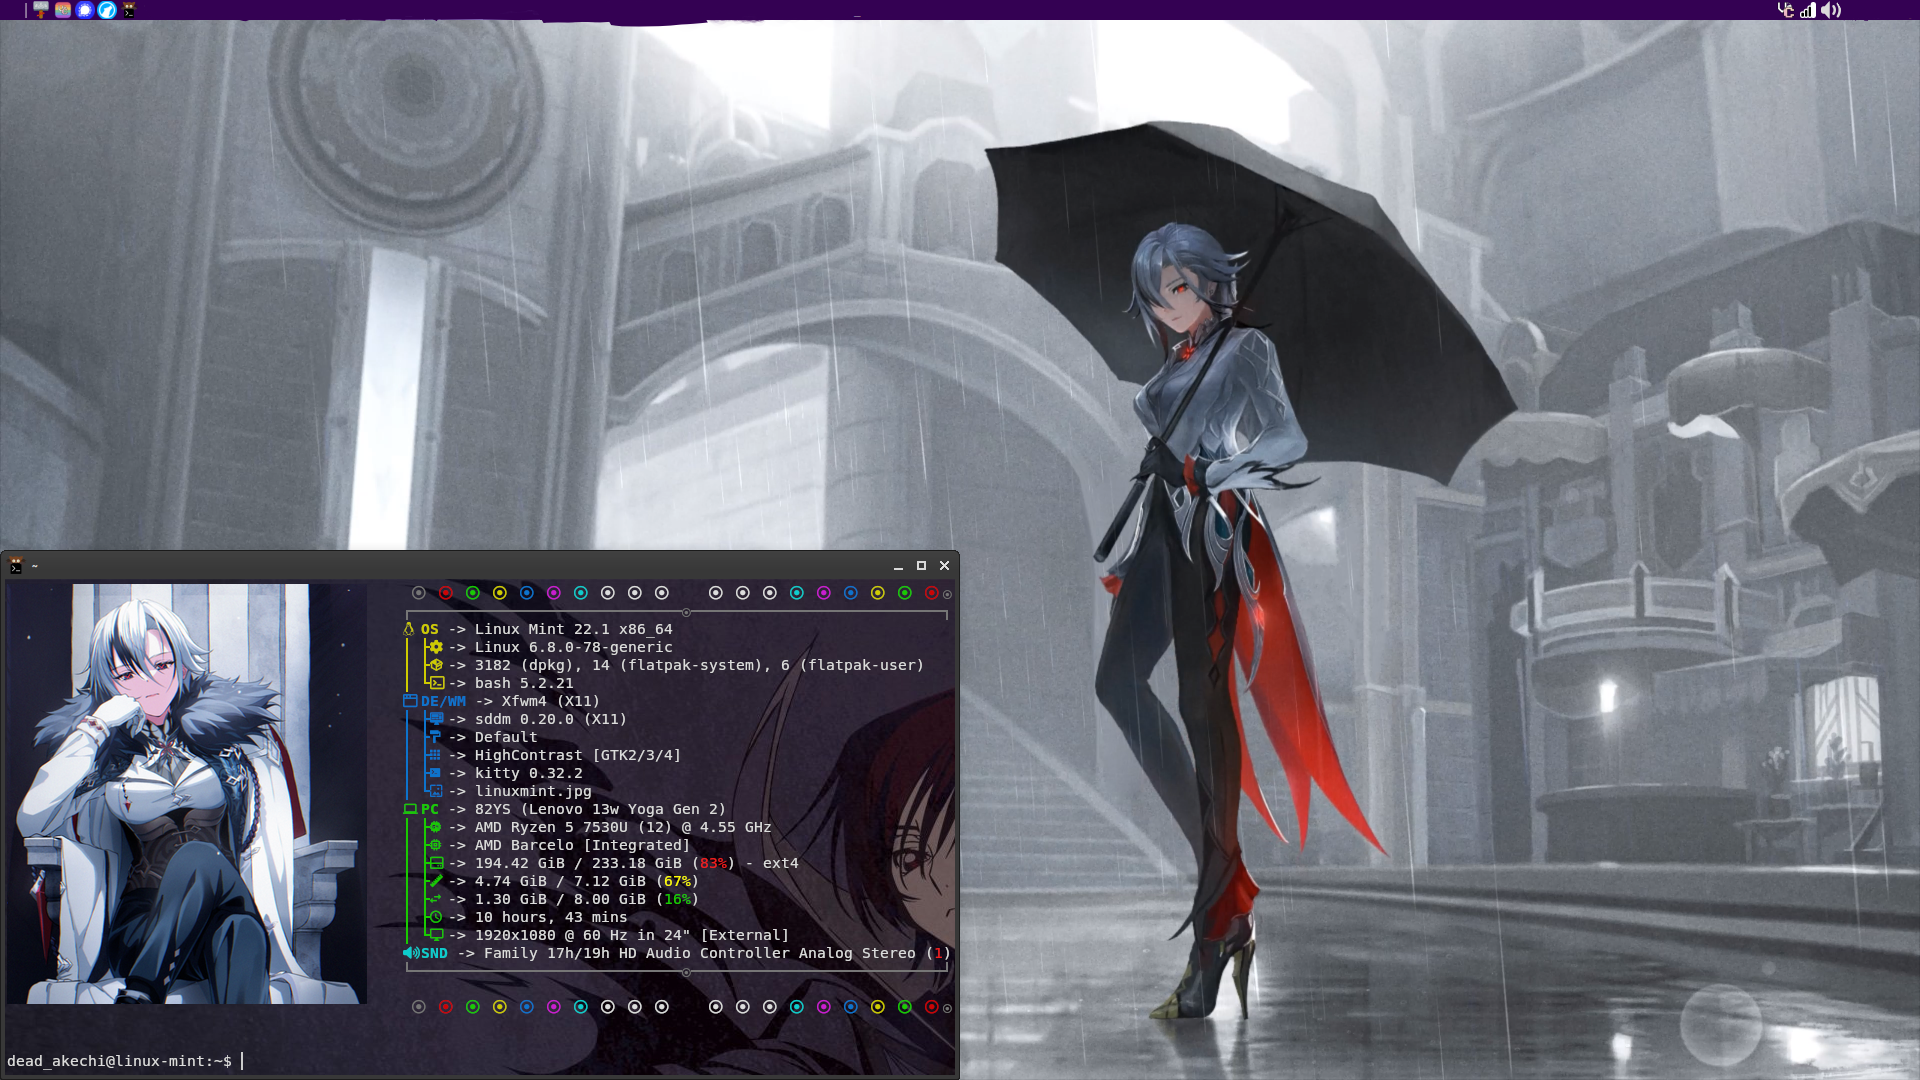 ~
OS -> Linux Mint 22.1 x86_64
-> Linux 6.8.0-78-generic
-> 3182 (dpkg), 14 (flatpak-system), 6 (flatpak-user)
-> bash 5.2.21
DE/WM -> Xfwm4 (X11)
-> sddm 0.20.0 (X11)
-> Default
-> HighContrast [GTK2/3/4]
-> kitty 0.32.2
-> linuxmint.jpg
PC -> 82YS (Lenovo 13w Yoga Gen 2)
-> AMD Ryzen 5 7530U (12) @ 4.55 GHz
-> AMD Barcelo [Integrated]
-> 194.42 GiB / 233.18 GiB (83%) - ext4
-> 4.74 GiB / 7.12 GiB (67%)
-> 1.30 GiB / 8.00 GiB (16%)
-> 10 hours, 43 mins
-> 1920x1080 @ 60 Hz in 24" [External]
SND -> Family 17h/19h HD Audio Controller Analog Stereo (1)
dead_akechi@linux-mint:~$